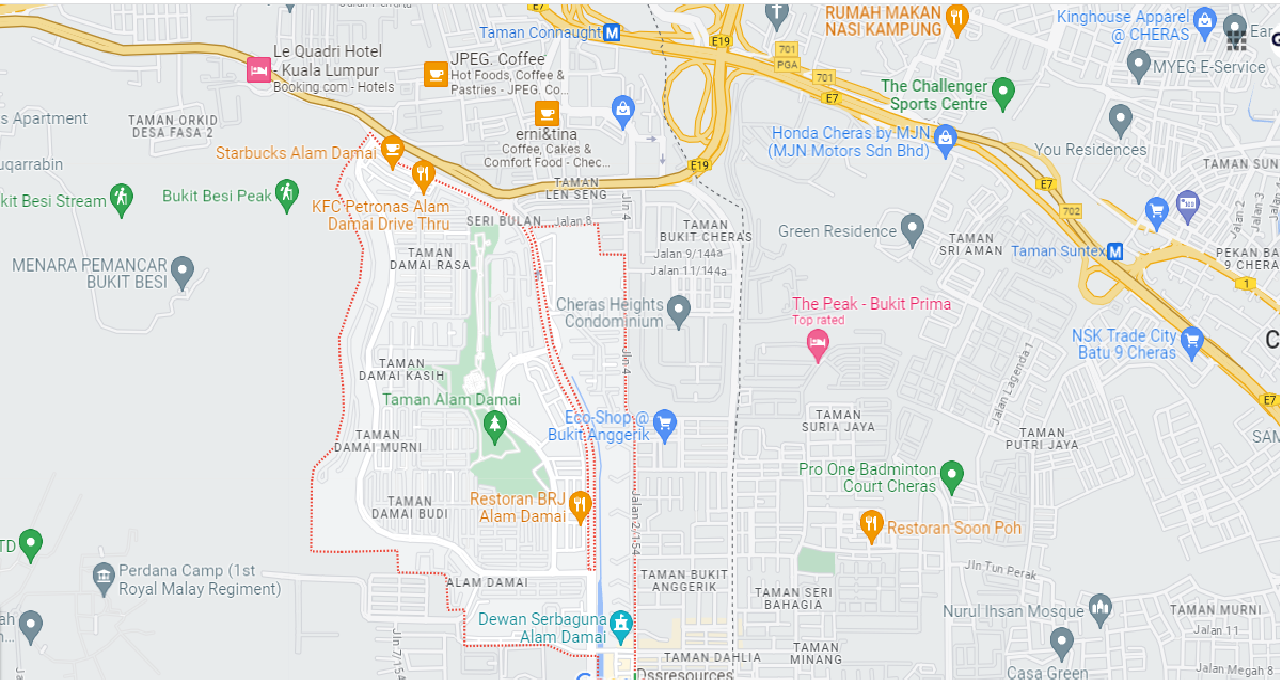 E7
E19
RUMAH MAKAN
NASI KAMPUNG
Kinghouse Apparel
@ CHERAS
Ear
Taman Connaught
M
Le Quadri Hotel
- Kuala Lumpur
Booking.com - Hotels
JPEG. Coffee
Hot Foods, Coffee &
Pastries - JPEG. Co...
701
PGA
701
E7
MYEG E-Service
The Challenger
Sports Centre
s Apartment
TAMAN ORKID
DESA FASA 2
erni&tina
Coffee, Cakes &
Comfort Food - Chec...
Honda Cheras by MJN
(MJN Motors Sdn Bhd)
You Residences
uqarrabin
Starbucks Alam Damai
E19
TAMAN SUN
E7
kit Besi Stream
Bukit Besi Peak
TAMAN
LEN SENG
KFC Petronas Alam
Damai Drive Thru
SERI BULAN
Jalan 8
Jln 4
702
Jalan 2
Jalan 3
TAMAN
BUKIT CHERAS
Green Residence
TAMAN
SRI AMAN
Taman Suntex
M
PEKAN BA
9 CHERA
MENARA PEMANCAR
BUKIT BESI
TAMAN
DAMAI RASA
Jalan 9/144a
Jalan 11/144a
1
Cheras Heights
Condominium
The Peak - Bukit Prima
Top rated
NSK Trade City
Batu 9 Cheras
C
Jln 4
Jalan Lagenda 1
TAMAN
DAMAI KASIH
Taman Alam Damai
E7
Eco-Shop @
Bukit Anggerik
TAMAN
SURIA JAYA
TAMAN
PUTRI JAYA
SAM
TAMAN
DAMAI MURNI
Pro One Badminton
Court Cheras
TAMAN
DAMAI BUDI
Restoran BRJ
Alam Damai
Jalan 2,154
Restoran Soon Poh
TD
Perdana Camp (1st
Royal Malay Regiment)
ALAM DAMAI
TAMAN BUKIT
ANGGERIK
Jln Tun Perak
TAMAN SERI
BAHAGIA
Nurul Ihsan Mosque
TAMAN MURNI
ah
n...
Dewan Serbaguna
Alam Damai
Jalan 11
Jln 7/15
TAMAN DAHLIA
TAMAN
MINANG
Dssresources
Casa Green
Jalan Megah 8